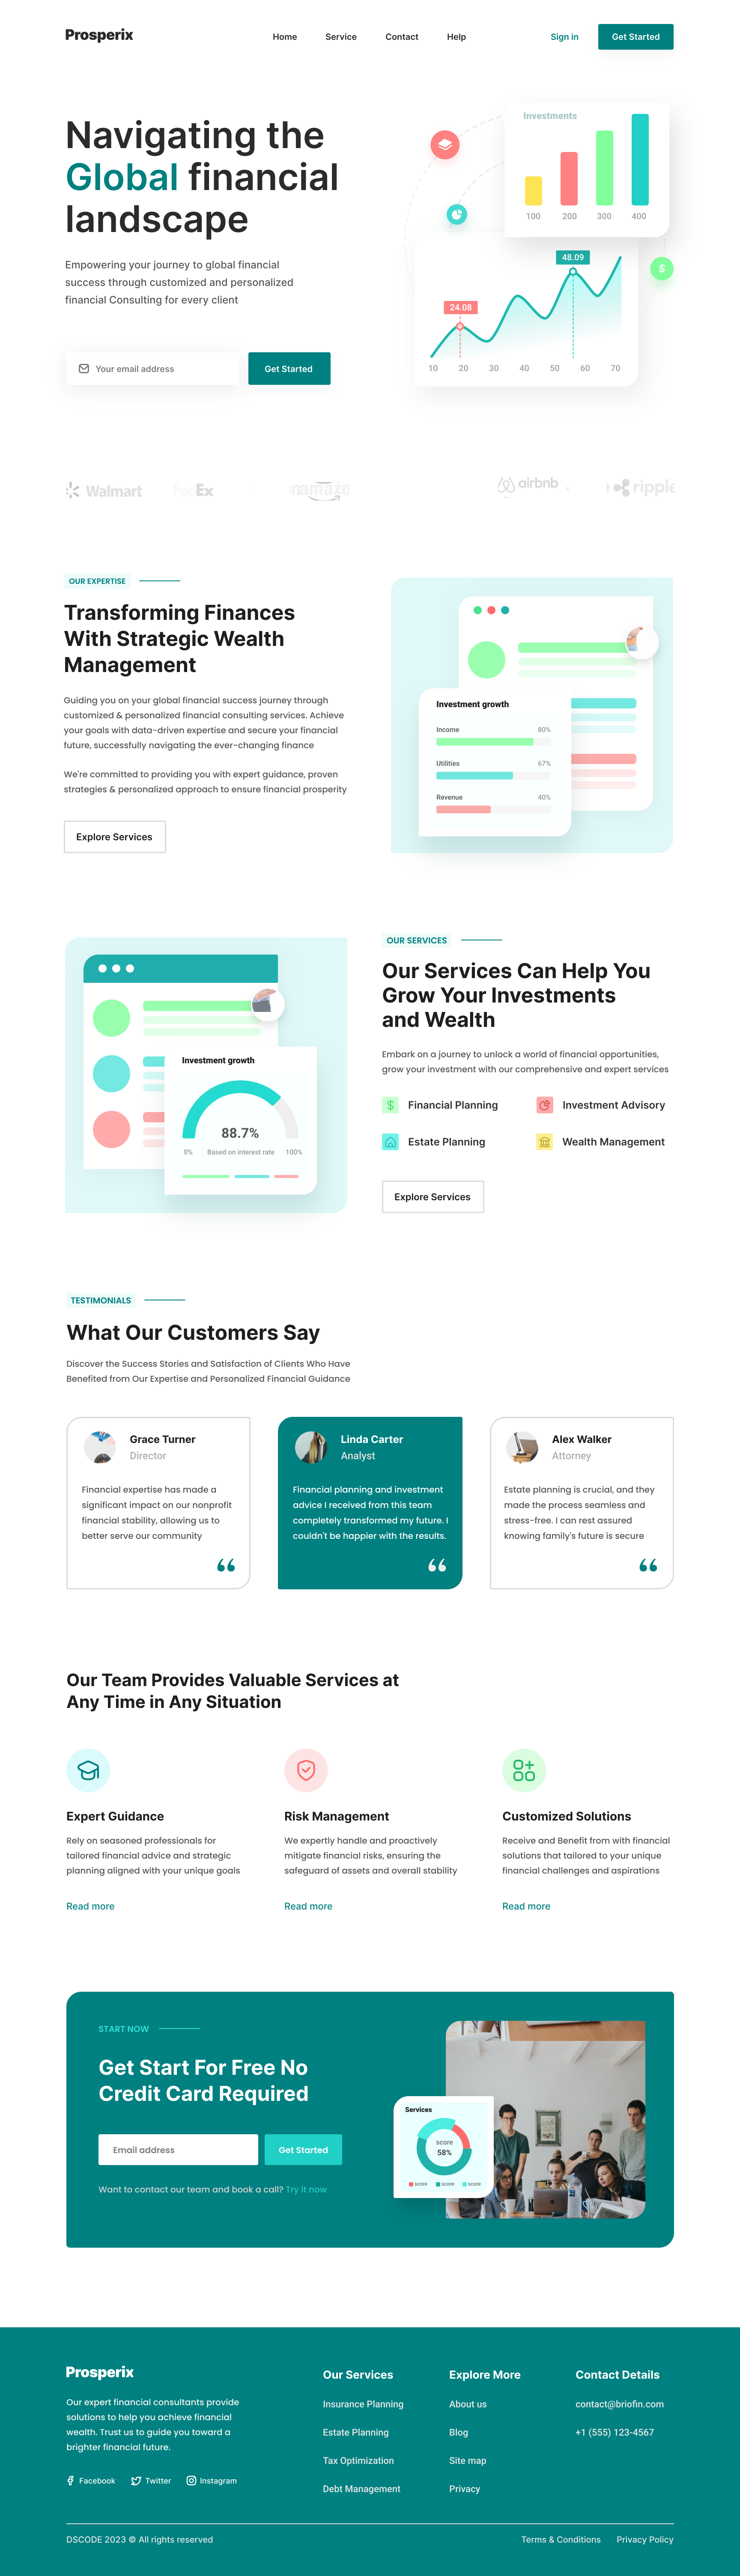 Prosperix
Home
Service
Contact
Help
Sign in
Get Started
Navigating the
Global financial
landscape
Empowering your journey to global financial
success through customized and personalized
financial Consulting for every client
Your email address
Get Started
Investments
100
200
300
400
48.09
24.08
10
20
30
40
50
60
70
$
Walmart
FedEx
amazo
airbnb
ripple
OUR EXPERTISE
Transforming Finances
With Strategic Wealth
Management
Guiding you on your global financial success journey through
customized & personalized financial consulting services. Achieve
your goals with data-driven expertise and secure your financial
future, successfully navigating the ever-changing finance
We're committed to providing you with expert guidance, proven
strategies & personalized approach to ensure financial prosperity
Explore Services
Investment growth
Income 80%
Utilities 67%
Revenue 40%
Investment growth
88.7%
0%
Based on interest rate
100%
OUR SERVICES
Our Services Can Help You
Grow Your Investments
and Wealth
Embark on a journey to unlock a world of financial opportunities,
grow your investment with our comprehensive and expert services
$ Financial Planning
Investment Advisory
Estate Planning
Wealth Management
Explore Services
TESTIMONIALS
What Our Customers Say
Discover the Success Stories and Satisfaction of Clients Who Have
Benefited from Our Expertise and Personalized Financial Guidance
Grace Turner
Director
Financial expertise has made a
significant impact on our nonprofit
financial stability, allowing us to
better serve our community
“
Linda Carter
Analyst
Financial planning and investment
advice I received from this team
completely transformed my future. I
couldn't be happier with the results.
“
Alex Walker
Attorney
Estate planning is crucial, and they
made the process seamless and
stress-free. I can rest assured
knowing family's future is secure
“
Our Team Provides Valuable Services at
Any Time in Any Situation
Expert Guidance
Rely on seasoned professionals for
tailored financial advice and strategic
planning aligned with your unique goals
Read more
Risk Management
We expertly handle and proactively
mitigate financial risks, ensuring the
safeguard of assets and overall stability
Read more
Customized Solutions
Receive and Benefit from with financial
solutions that tailored to your unique
financial challenges and aspirations
Read more
START NOW
Get Start For Free No
Credit Card Required
Email address
Get Started
Want to contact our team and book a call? Try it now
Services
score
58%
score
score
score
Prosperix
Our expert financial consultants provide
solutions to help you achieve financial
wealth. Trust us to guide you toward a
brighter financial future.
Facebook
Twitter
Instagram
Our Services
Insurance Planning
Estate Planning
Tax Optimization
Debt Management
Explore More
About us
Blog
Site map
Privacy
Contact Details
contact@briofin.com
+1 (555) 123-4567
DSCODE 2023 © All rights reserved
Terms & Conditions
Privacy Policy